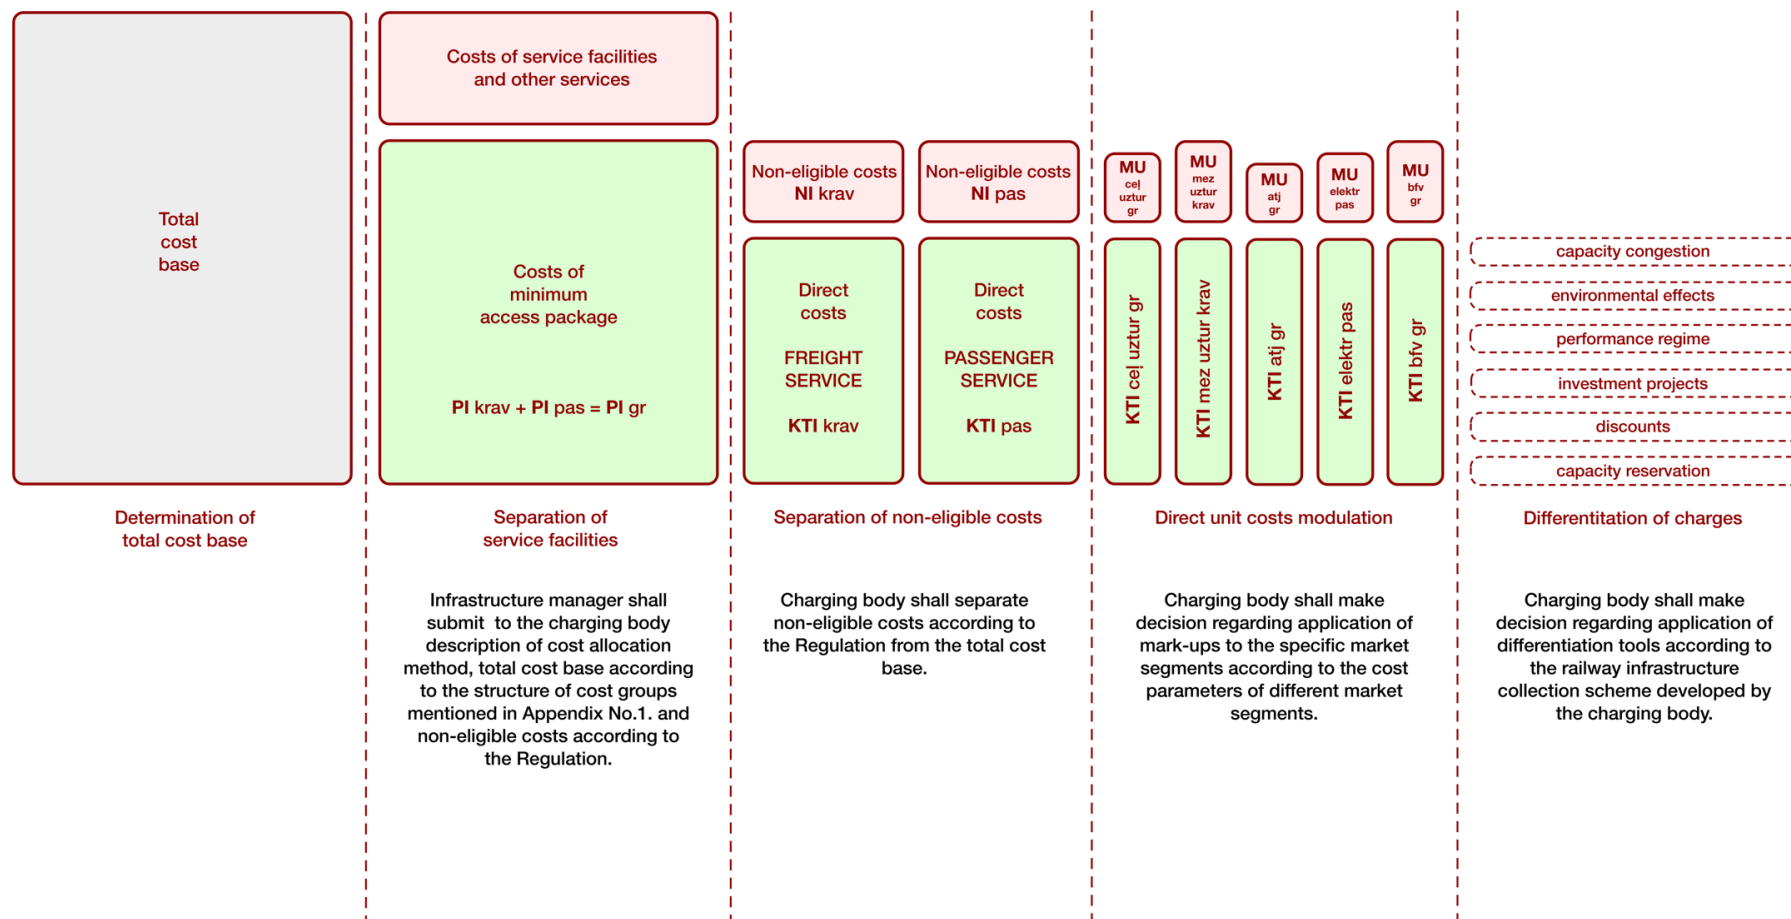 Total
cost
base
Determination of
total cost base
Costs of service facilities
and other services
Costs of
minimum
access package
PI krav + PI pas = PI gr
Separation of
service facilities
Infrastructure manager shall
submit  to the charging body
description of cost allocation
method, total cost base according
to the structure of cost groups
mentioned in Appendix No.1. and
non-eligible costs according to
the Regulation.
Non-eligible costs
NI krav
Non-eligible costs
NI pas
Direct
costs
FREIGHT
SERVICE
KTI krav
Direct
costs
PASSENGER
SERVICE
KTI pas
Separation of non-eligible costs
Charging body shall separate
non-eligible costs according to
the Regulation from the total cost
base.
MU
ceļ
uztur
gr
MU
mez
uztur
krav
MU
atj
gr
MU
elektr
pas
MU
bfv
gr
KTI ceļ uztur gr
KTI mez uztur krav
KTI atj gr
KTI elektr pas
KTI bfv gr
Direct unit costs modulation
Charging body shall make
decision regarding application of
mark-ups to the specific market
segments according to the cost
parameters of different market
segments.
capacity congestion
environmental effects
performance regime
investment projects
discounts
capacity reservation
Differentitation of charges
Charging body shall make
decision regarding application of
differentiation tools according to
the railway infrastructure
collection scheme developed by
the charging body.